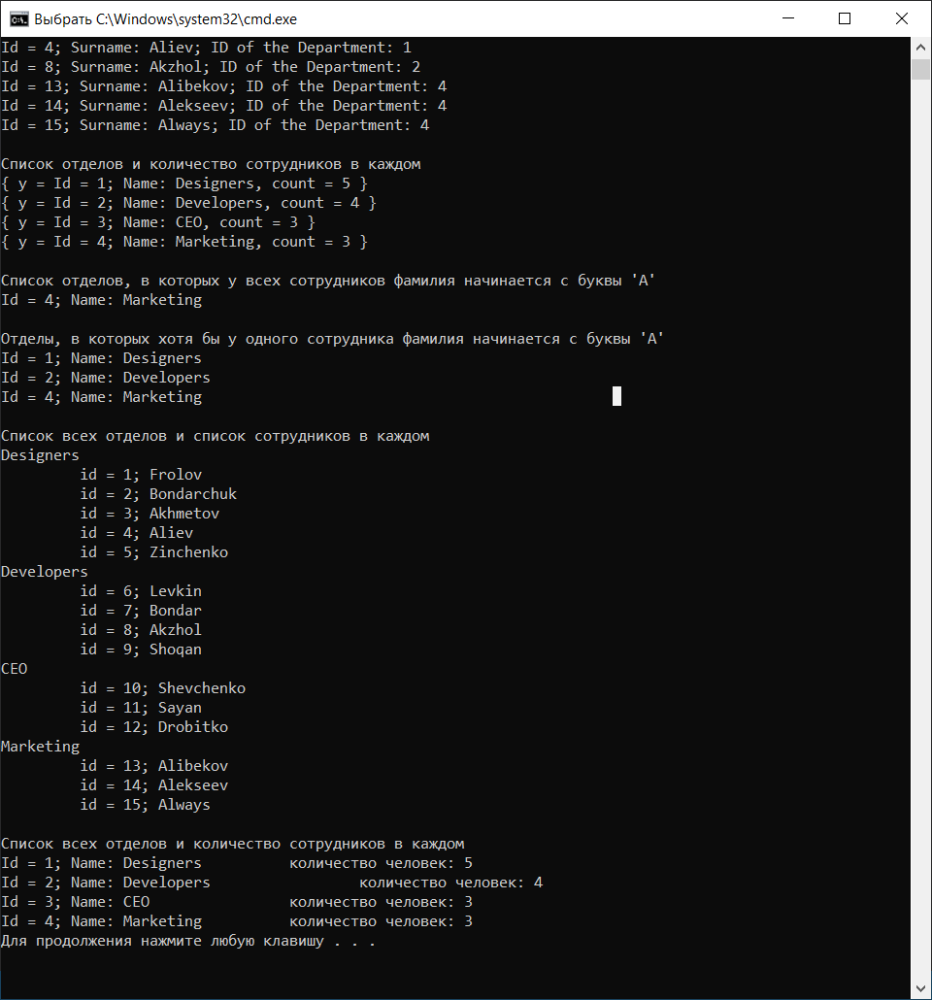 Выбрать C:\Windows\system32\cmd.exe
Id = 4; Surname: Aliev; ID of the Department: 1
Id = 8; Surname: Akzhol; ID of the Department: 2
Id = 13; Surname: Alibekov; ID of the Department: 4
Id = 14; Surname: Alekseev; ID of the Department: 4
Id = 15; Surname: Always; ID of the Department: 4
Список отделов и количество сотрудников в каждом
{ y = Id = 1; Name: Designers, count = 5 }
{ y = Id = 2; Name: Developers, count = 4 }
{ y = Id = 3; Name: CEO, count = 3 }
{ y = Id = 4; Name: Marketing, count = 3 }
Список отделов, в которых у всех сотрудников фамилия начинается с буквы 'А'
Id = 4; Name: Marketing
Отделы, в которых хотя бы у одного сотрудника фамилия начинается с буквы 'А'
Id = 1; Name: Designers
Id = 2; Name: Developers
Id = 4; Name: Marketing
Список всех отделов и список сотрудников в каждом
Designers
id = 1; Frolov
id = 2; Bondarchuk
id = 3; Akhmetov
id = 4; Aliev
id = 5; Zinchenko
Developers
id = 6; Levkin
id = 7; Bondar
id = 8; Akzhol
id = 9; Shoqan
CEO
id = 10; Shevchenko
id = 11; Sayan
id = 12; Drobitko
Marketing
id = 13; Alibekov
id = 14; Alekseev
id = 15; Always
Список всех отделов и количество сотрудников в каждом
Id = 1; Name: Designers количество человек: 5
Id = 2; Name: Developers количество человек: 4
Id = 3; Name: CEO количество человек: 3
Id = 4; Name: Marketing количество человек: 3
Для продолжения нажмите любую клавишу . . .